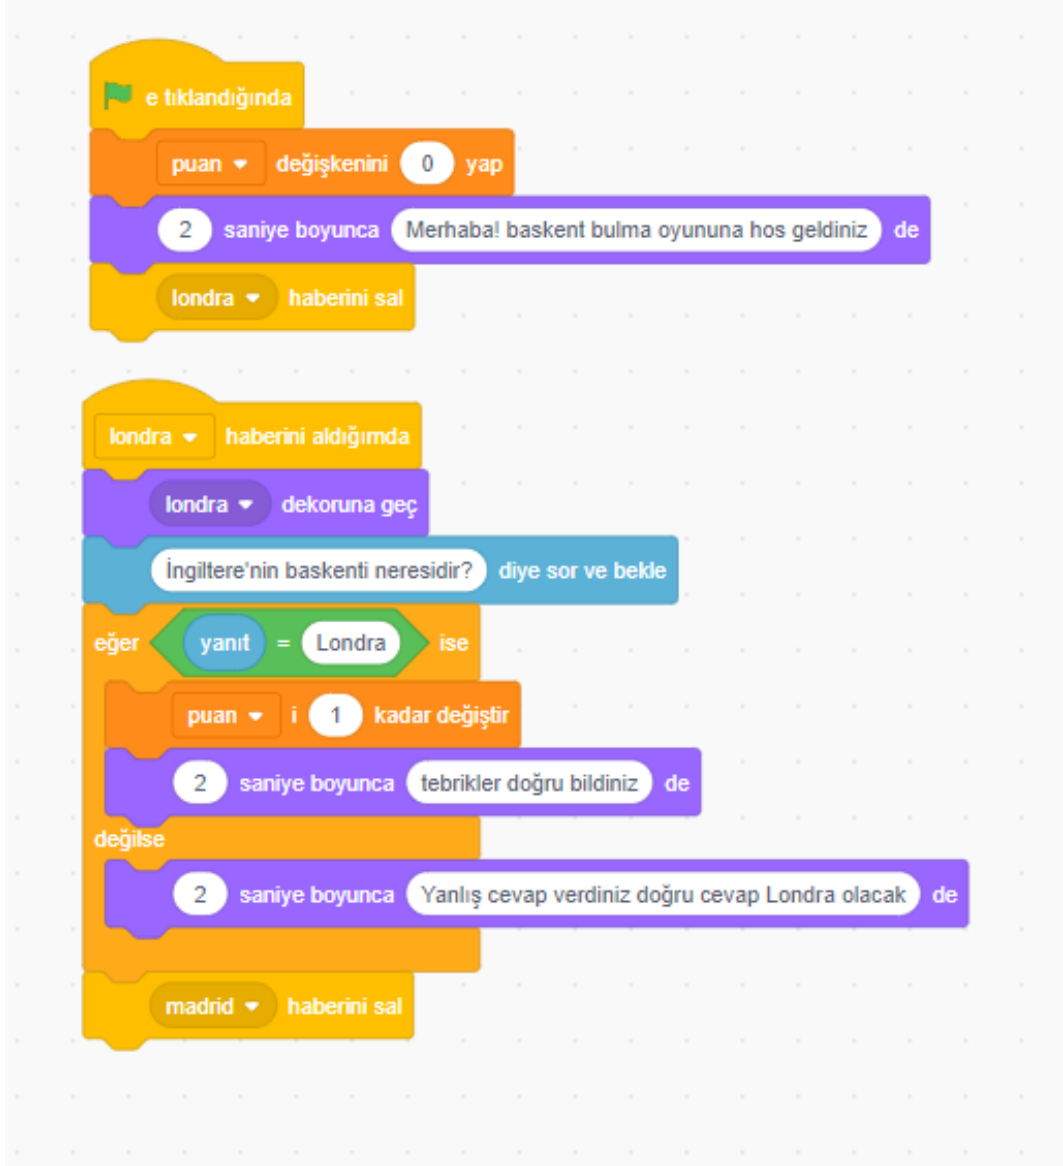 e tıklandığında
puan değişkenini 0 yap
2 saniye boyunca Merhaba! baskent bulma oyununa hos geldiniz de
londra haberini sal
londra haberini aldığımda
londra dekoruna geç
İngiltere'nin baskenti neresidir? diye sor ve bekle
eğer yanıt = Londra ise
puan i 1 kadar değiştir
2 saniye boyunca tebrikler doğru bildiniz de
değilse
2 saniye boyunca Yanlış cevap verdiniz doğru cevap Londra olacak de
madrid haberini sal